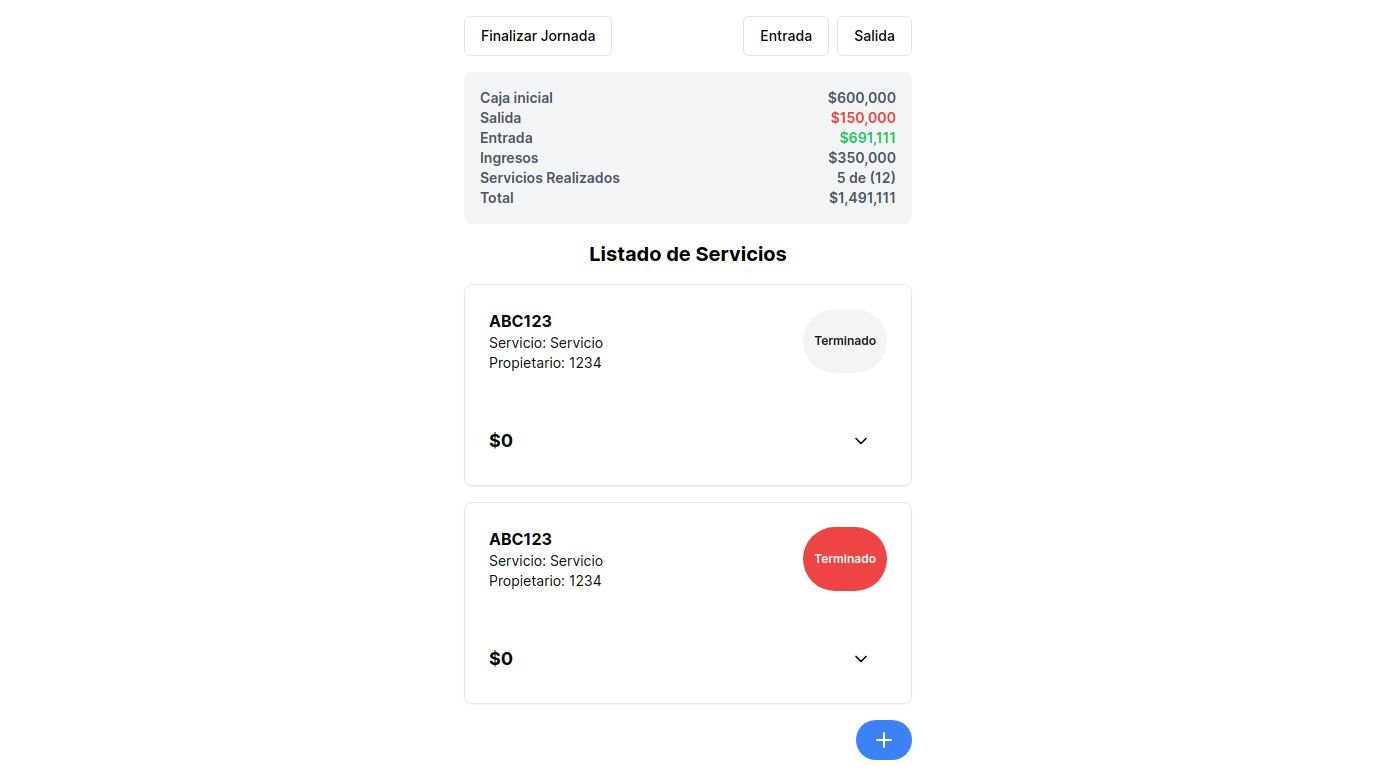 Finalizar Jornada Entrada Salida
Caja inicial $600,000
Salida $150,000
Entrada $691,111
Ingresos $350,000
Servicios Realizados 5 de (12)
Total $1,491,111
Listado de Servicios
ABC123
Terminado
Servicio: Servicio
Propietario: 1234
$0
ABC123
Terminado
Servicio: Servicio
Propietario: 1234
$0